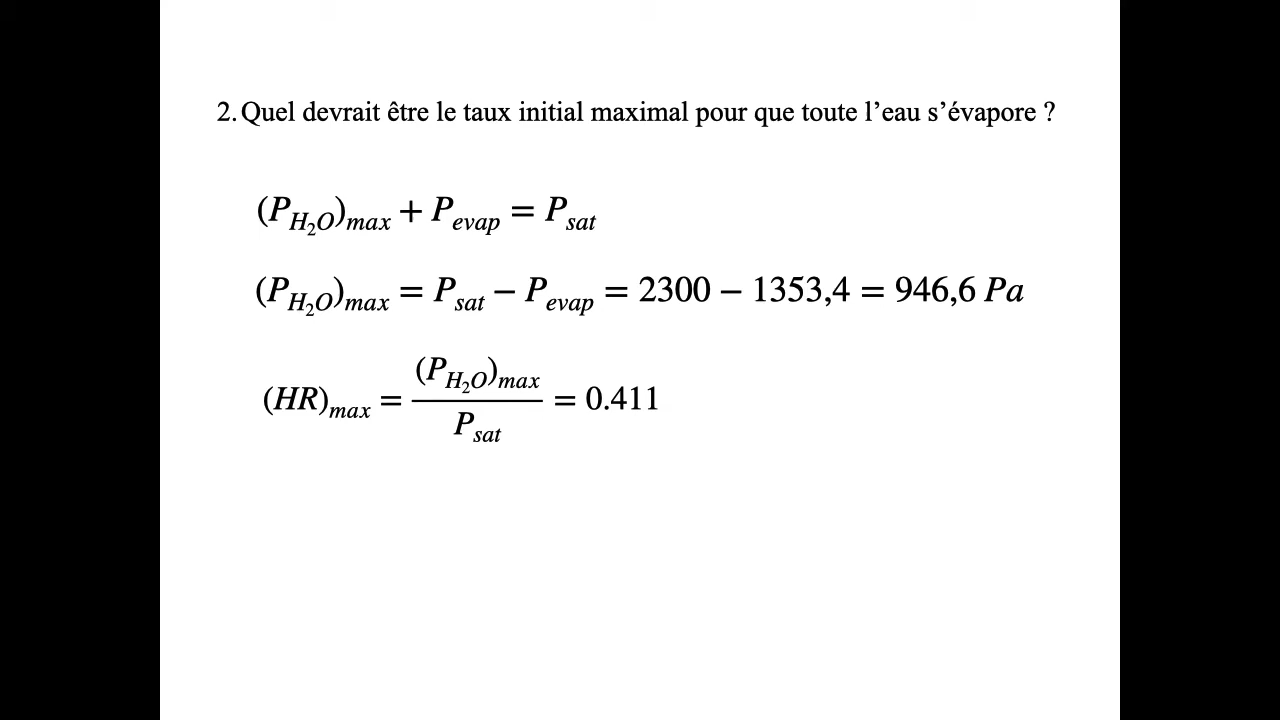 2. Quel devrait être le taux initial maximal pour que toute l’eau s’évapore ?
(P_{H_2O})_{max} + P_{evap} = P_{sat}
(P_{H_2O})_{max} = P_{sat} − P_{evap} = 2300 − 1353,4 = 946,6 Pa
(HR)_{max} = \frac{(P_{H_2O})_{max}}{P_{sat}} = 0.411